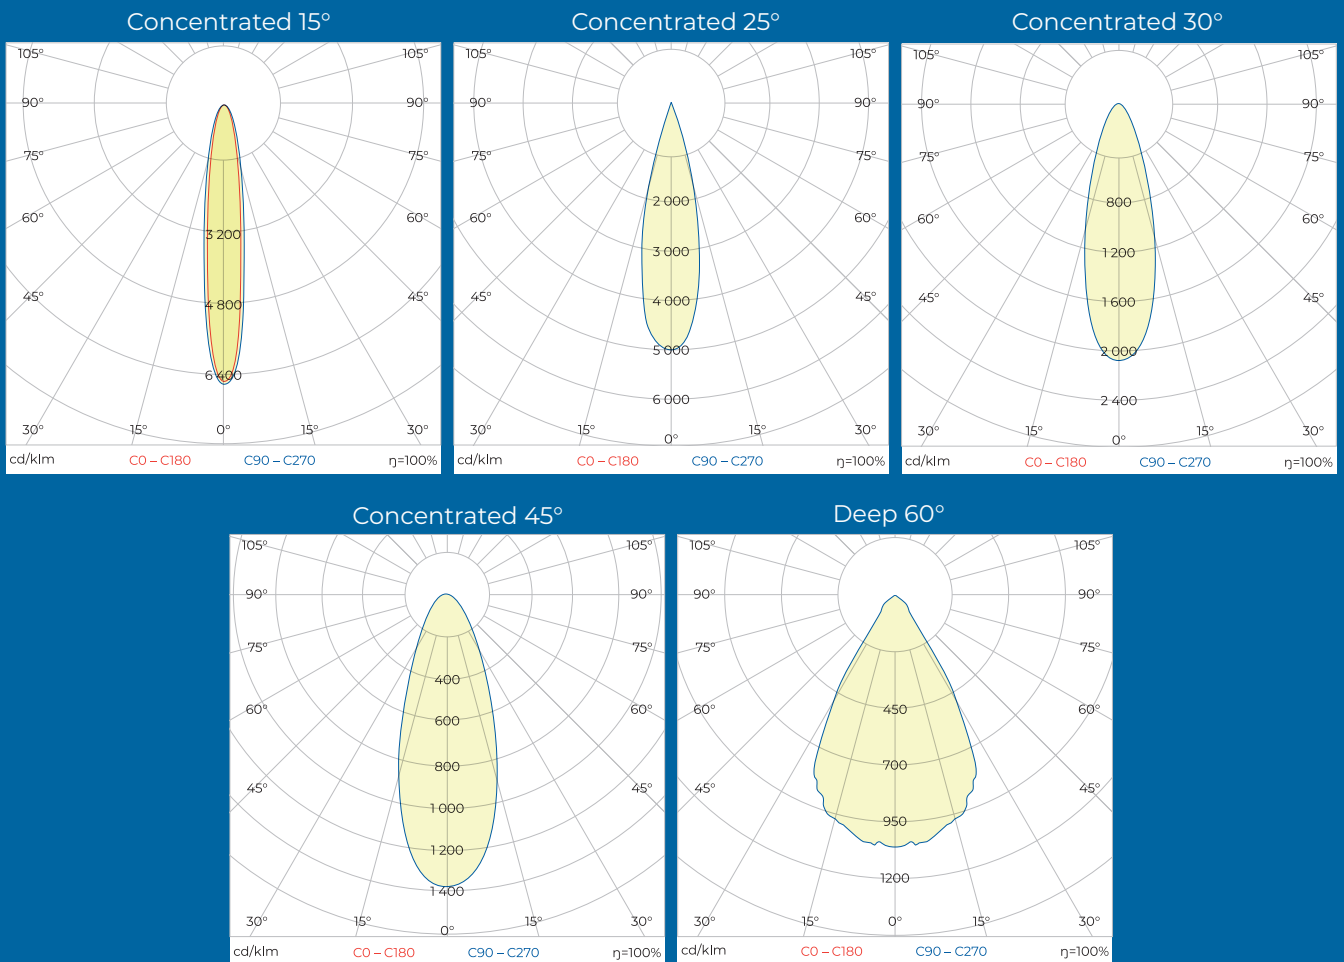 Concentrated 15° Concentrated 25° Concentrated 30°
105° 105° 105° 105° 105° 105°
90° 90° 90° 90° 90° 90°
75° 75° 75° 75° 75° 75°
2 000 800
60° 60° 60° 60° 60° 60°
3 200
3 000 1 200
45° 45° 45° 45° 45° 45°
4 800 4 000 1 600
5 000 2 000
6 400
6 000 2 400
30° 15° 0° 15° 30° 30° 15° 0° 15° 30° 30° 15° 0° 15° 30°
cd/klm C0 – C180 C90 – C270 η=100% cd/klm C0 – C180 C90 – C270 η=100% cd/klm C0 – C180 C90 – C270 η=100%
Concentrated 45° Deep 60°
105° 105° 105° 105°
90° 90° 90° 90°
75° 75° 75° 75°
400
60° 60° 60° 60°
450
600
800 700
45° 45° 45° 45°
1 000
950
1 200
1200
1 400
30° 15° 0° 15° 30° 30° 15° 0° 15° 30°
cd/klm C0 – C180 C90 – C270 η=100% cd/klm C0 – C180 C90 – C270 η=100%